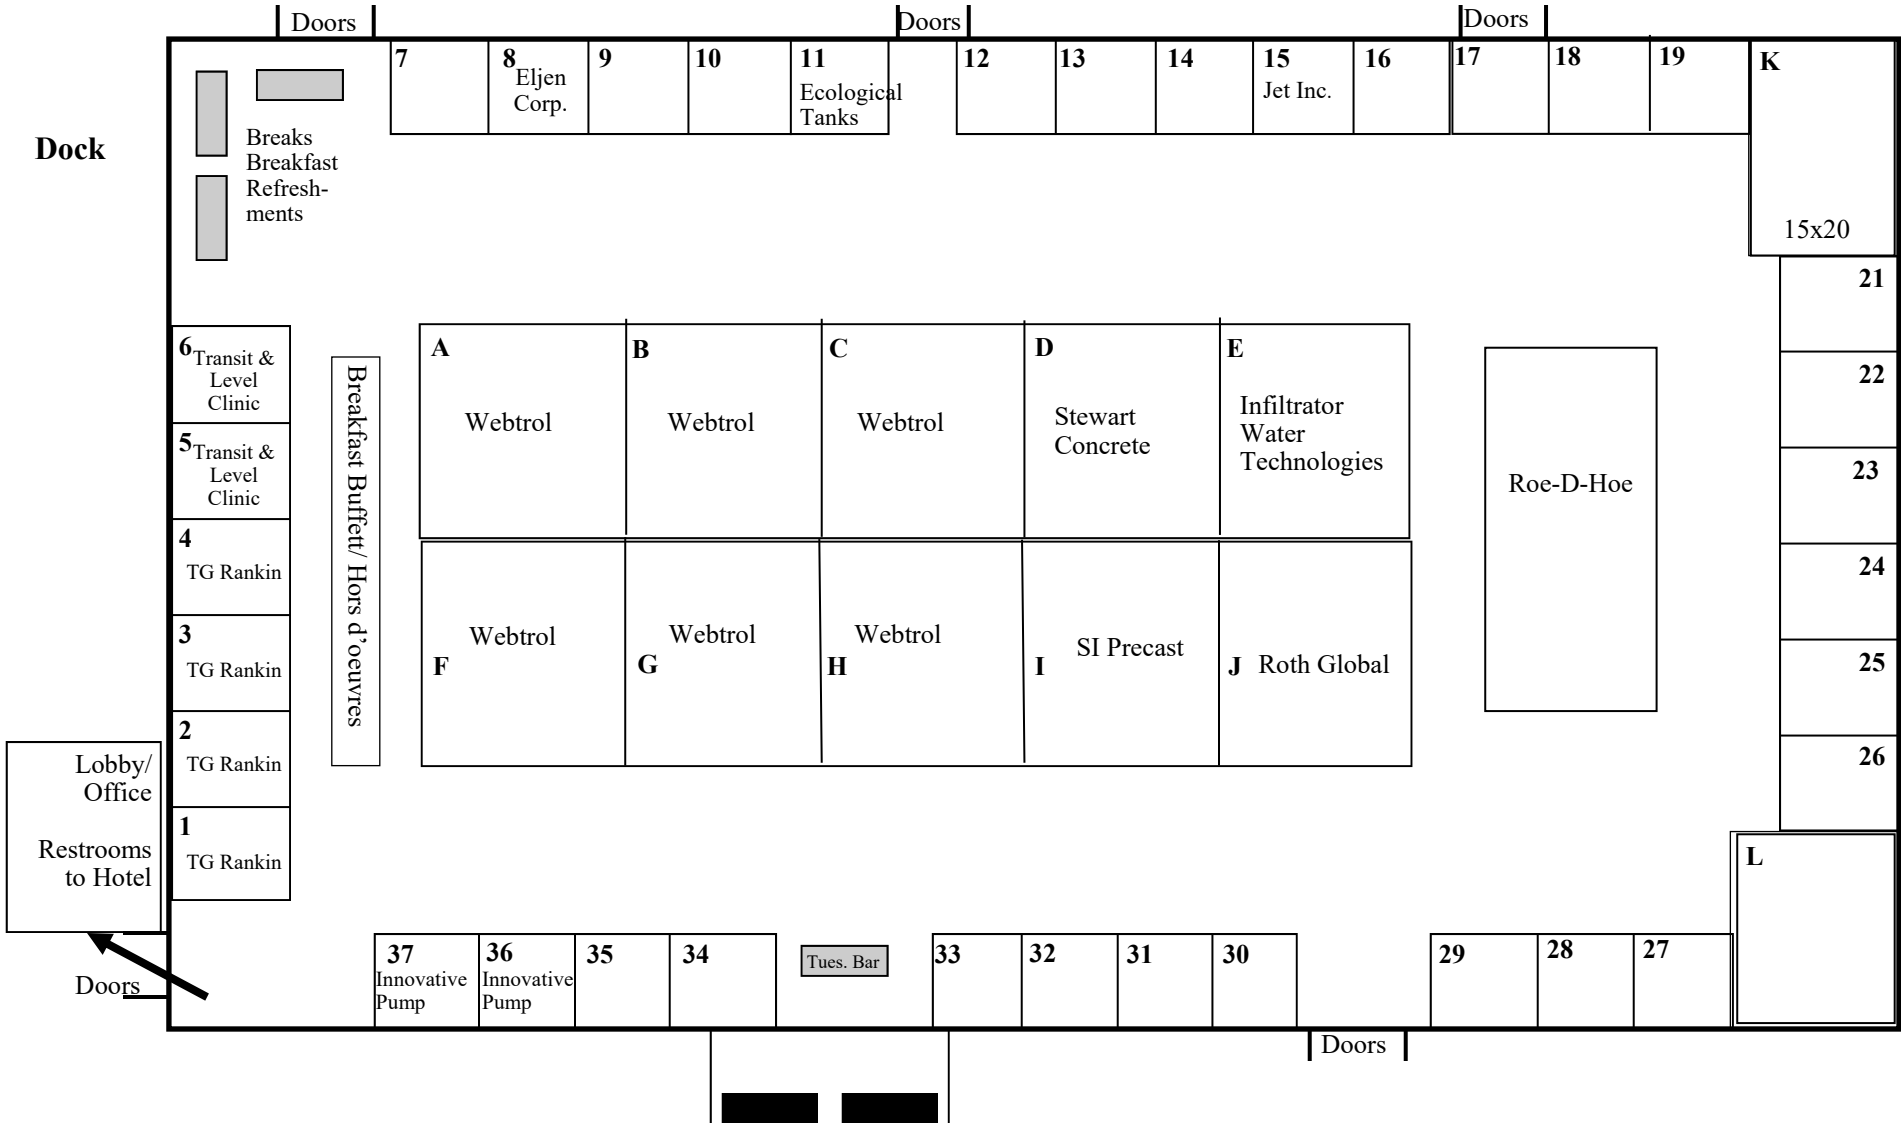 Doors
Doors
Doors
7
8
Eljen
Corp.
9
10
11
Ecological
Tanks
12
13
14
15
Jet Inc.
16
17
18
19
K
15x20
Dock
Breaks
Breakfast
Refresh-
ments
21
22
23
24
25
26
6
Transit &
Level
Clinic
5
Transit &
Level
Clinic
4
TG Rankin
3
TG Rankin
2
TG Rankin
1
TG Rankin
Breakfast Buffett/ Hors d’oeuvres
A
Webtrol
B
Webtrol
C
Webtrol
D
Stewart
Concrete
E
Infiltrator
Water
Technologies
Roe-D-Hoe
Webtrol
F
Webtrol
G
Webtrol
H
SI Precast
I
J
Roth Global
Lobby/
Office
Restrooms
to Hotel
L
Doors
37
Innovative
Pump
36
Innovative
Pump
35
34
Tues. Bar
33
32
31
30
29
28
27
Doors